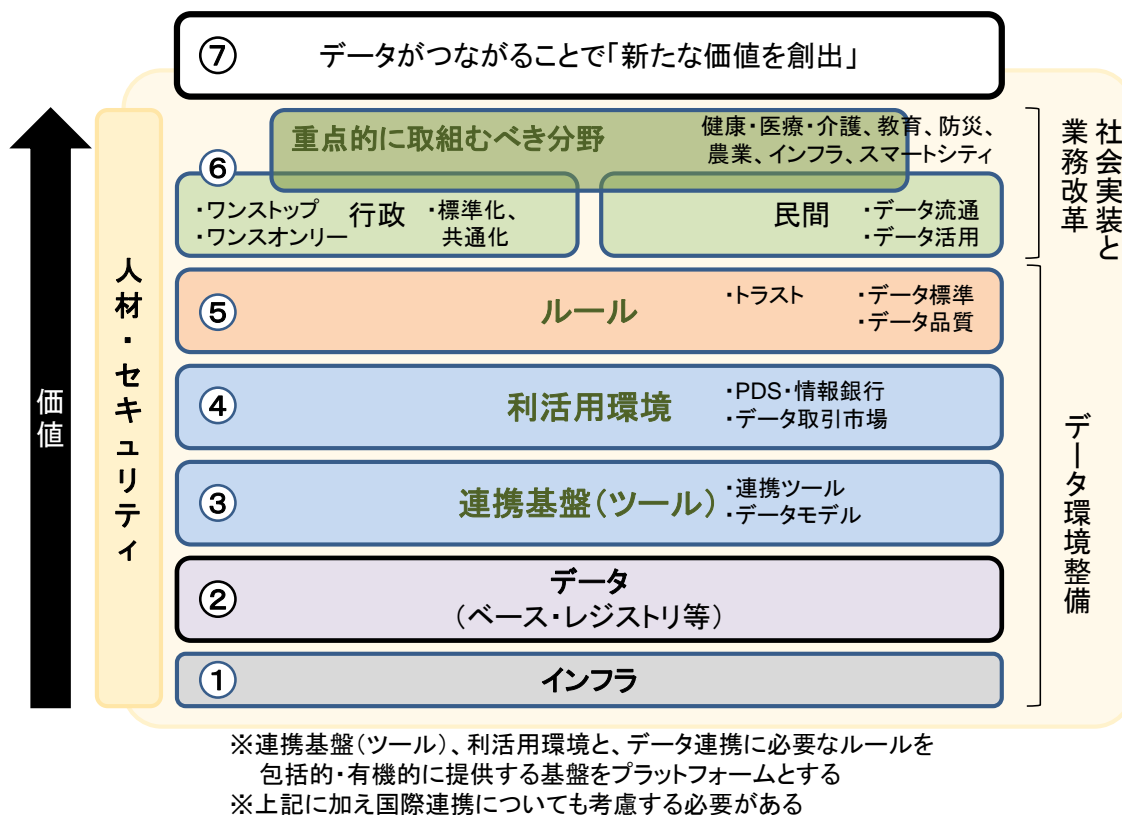 ⑦ データがつながることで「新たな価値を創出」
重点的に取組むべき分野
健康・医療・介護、教育、防災、
農業、インフラ、スマートシティ
⑥
・ワンストップ
・ワンスオンリー
行政
・標準化、
共通化
民間
・データ流通
・データ活用
⑤ ルール
・トラスト
・データ標準
・データ品質
④ 利活用環境
・PDS・情報銀行
・データ取引市場
③ 連携基盤(ツール)
・連携ツール
・データモデル
② データ
(ベース・レジストリ等)
① インフラ
価値
人材・セキュリティ
社会実装と
業務改革
データ環境整備
※連携基盤(ツール)、利活用環境と、データ連携に必要なルールを
包括的・有機的に提供する基盤をプラットフォームとする
※上記に加え国際連携についても考慮する必要がある